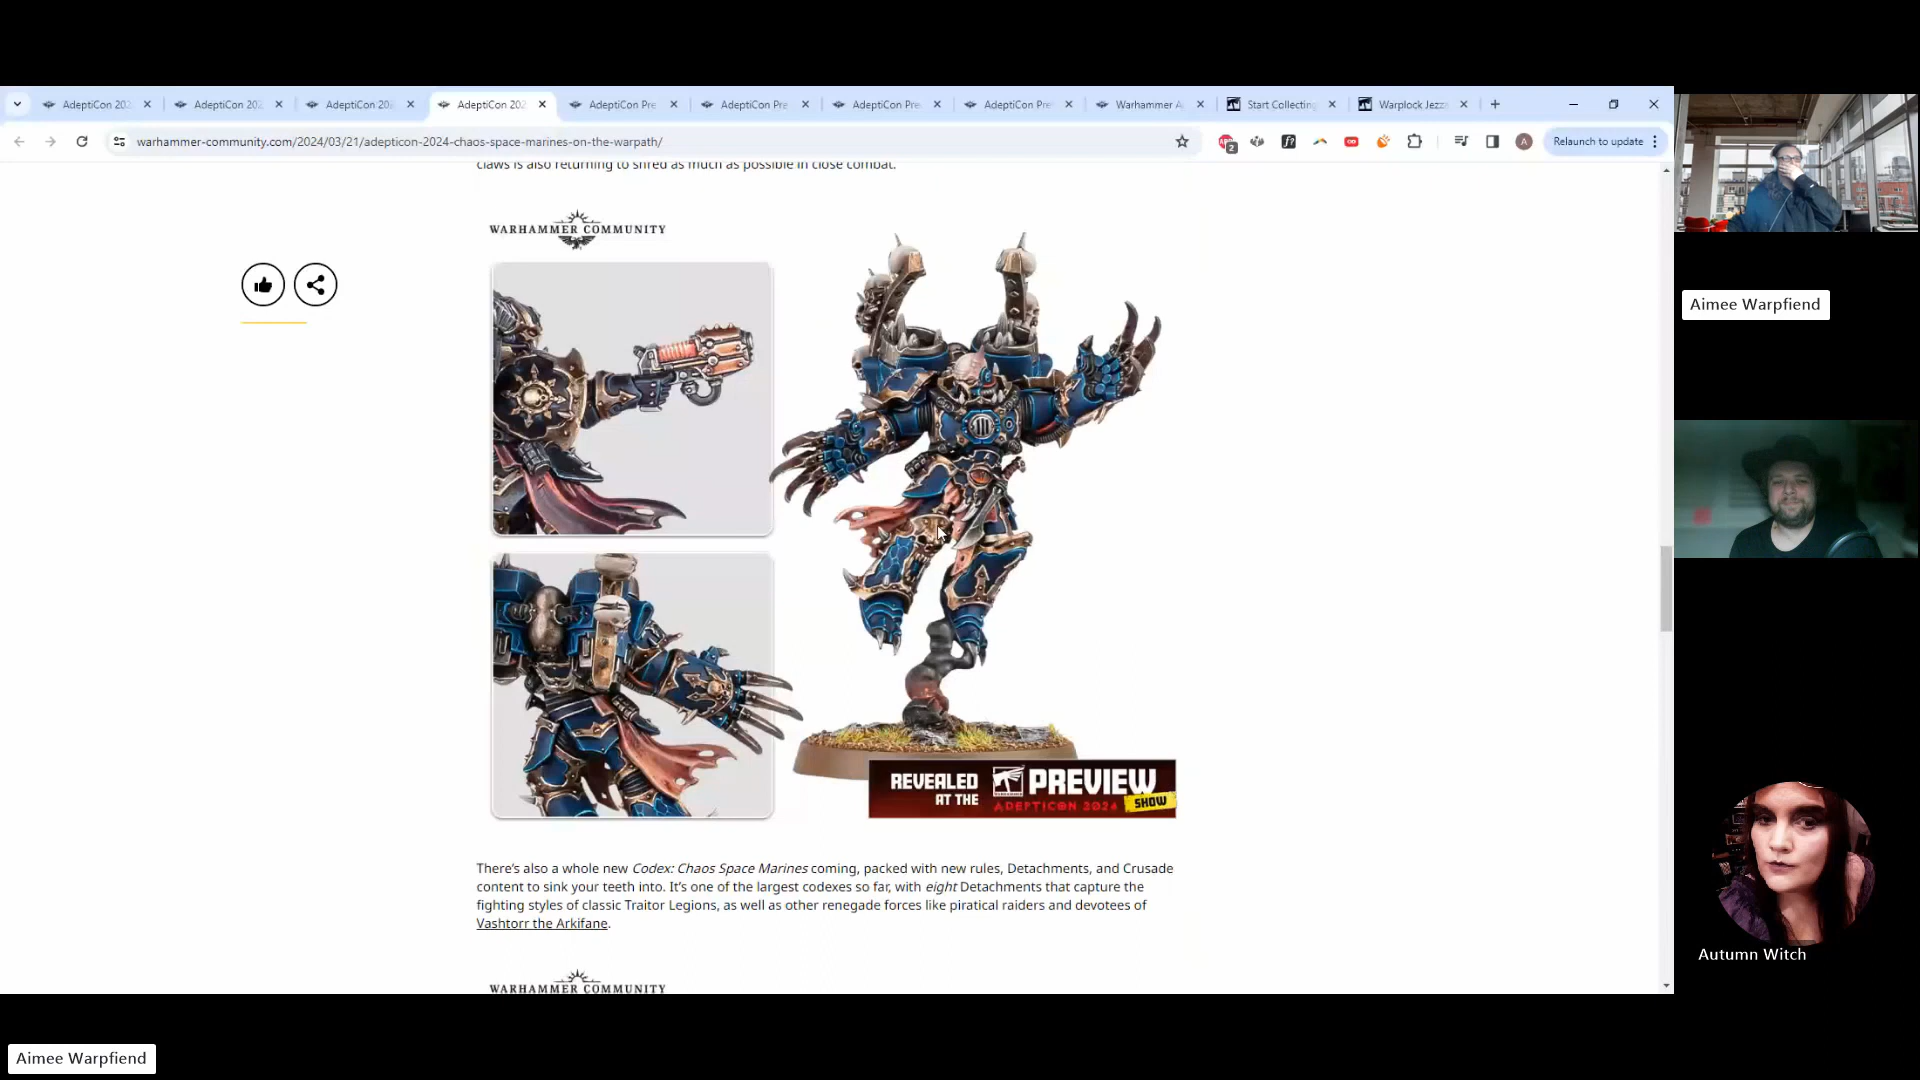 AdeptiCon 202
AdeptiCon 202
AdeptiCon 202
AdeptiCon 202
AdeptiCon Pre
AdeptiCon Pre
AdeptiCon Pre
AdeptiCon Pre
Warhammer A
Start Collecting
Warplock Jezz
warhammer-community.com/2024/03/21/adepticon-2024-chaos-space-marines-on-the-warpath/
2
A
Relaunch to update
claws is also returning to shred as much as possible in close combat.
WARHAMMER COMMUNITY
REVEALED
AT THE
PREVIEW
ADEPTICON 2024
SHOW
There's also a whole new Codex: Chaos Space Marines coming, packed with new rules, Detachments, and Crusade
content to sink your teeth into. It's one of the largest codexes so far, with eight Detachments that capture the
fighting styles of classic Traitor Legions, as well as other renegade forces like piratical raiders and devotees of
Vashtorr the Arkifane.
WARHAMMER COMMUNITY
Aimee Warpfiend
Autumn Witch
Aimee Warpfiend